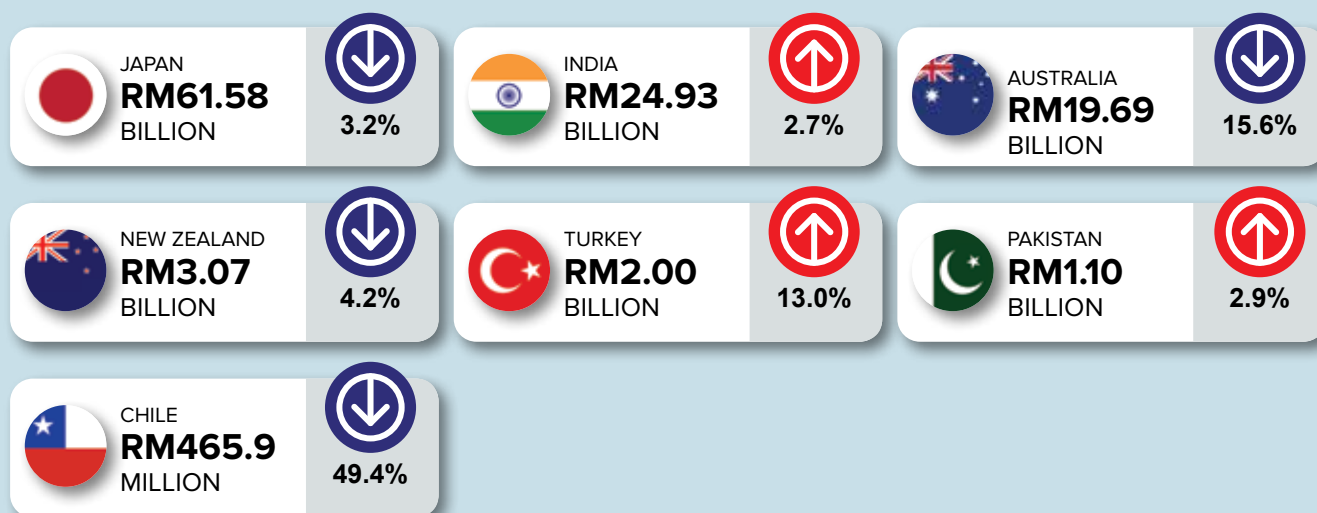 JAPAN
RM61.58
BILLION
3.2%
INDIA
RM24.93
BILLION
2.7%
AUSTRALIA
RM19.69
BILLION
15.6%
NEW ZEALAND
RM3.07
BILLION
4.2%
TURKEY
RM2.00
BILLION
13.0%
PAKISTAN
RM1.10
BILLION
2.9%
CHILE
RM465.9
MILLION
49.4%